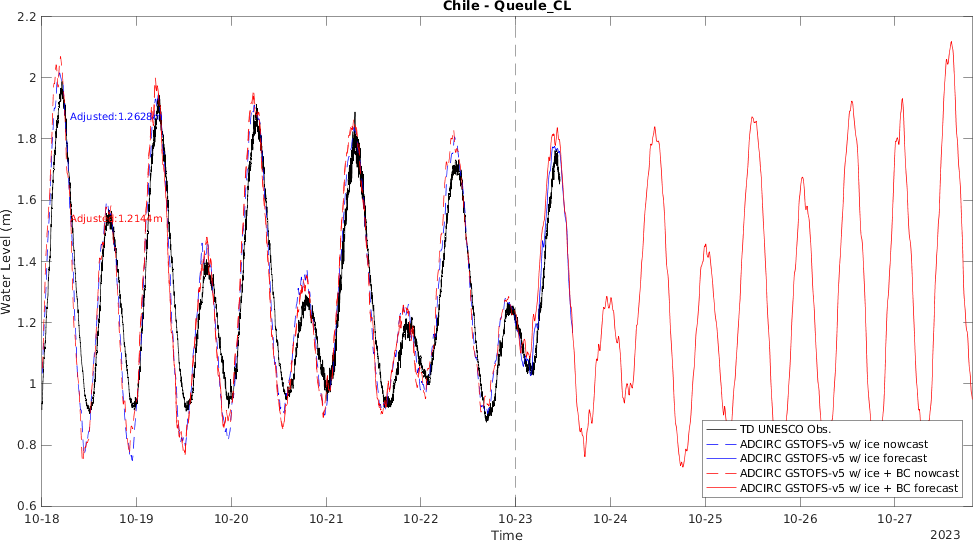 Chile - Queule_CL
2.2
2
1.8
1.6
1.4
1.2
1
0.8
0.6
Water Level (m)
Adjusted:1.2628m
Adjusted:1.2144m
TD UNESCO Obs.
ADCIRC GSTOFS-v5 w/ ice nowcast
ADCIRC GSTOFS-v5 w/ ice forecast
ADCIRC GSTOFS-v5 w/ ice + BC nowcast
ADCIRC GSTOFS-v5 w/ ice + BC forecast
10-18 10-19 10-20 10-21 10-22 10-23 10-24 10-25 10-26 10-27
Time
2023